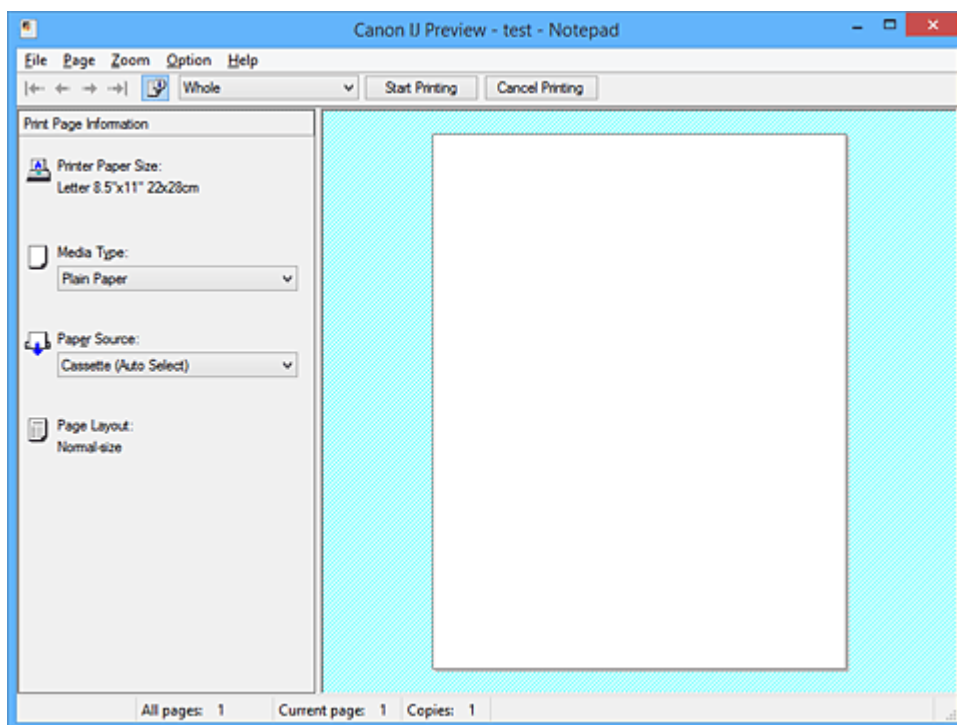 Canon IJ Preview - test - Notepad
File Page Zoom Option Help
Whole Start Printing Cancel Printing
Print Page Information
Printer Paper Size:
Letter 8.5"x11" 22x28cm
Media Type:
Plain Paper
Paper Source:
Cassette (Auto Select)
Page Layout:
Normal-size
All pages: 1 Current page: 1 Copies: 1